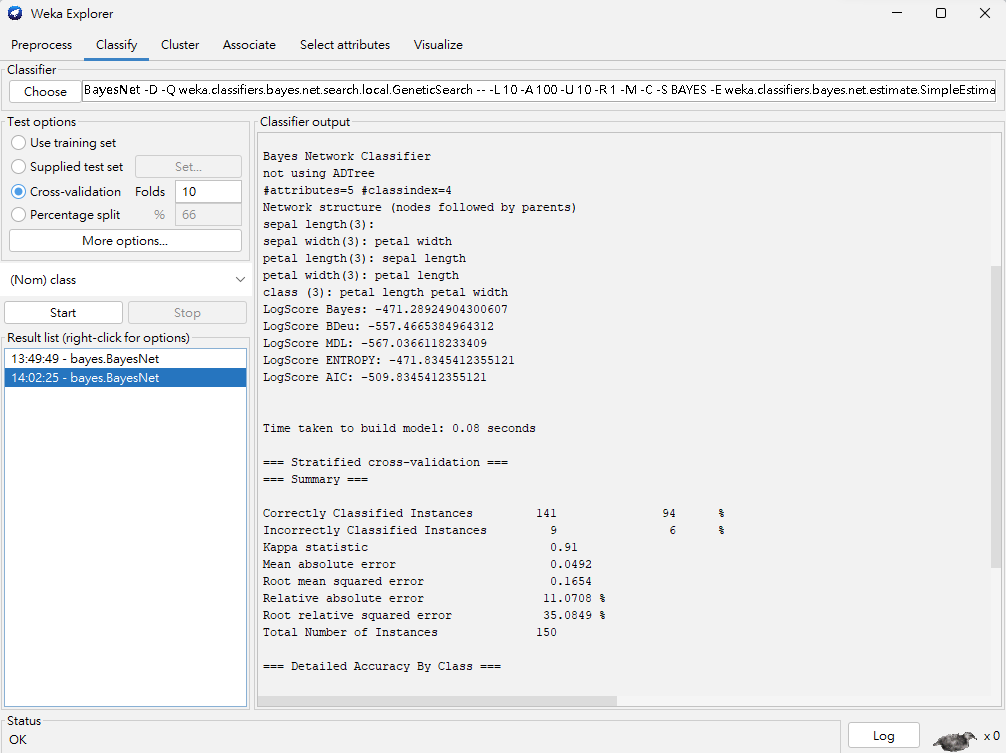 Weka Explorer
Preprocess Classify Cluster Associate Select attributes Visualize
Classifier
Choose BayesNet -D -Q weka.classifiers.bayes.net.search.local.GeneticSearch -- -L 10 -A 100 -U 10 -R 1 -M -C -S BAYES -E weka.classifiers.bayes.net.estimate.SimpleEstima
Test options
Use training set
Supplied test set Set...
Cross-validation Folds 10
Percentage split % 66
More options...
(Nom) class
Start Stop
Result list (right-click for options)
13:49:49 - bayes.BayesNet
14:02:25 - bayes.BayesNet
Classifier output
Bayes Network Classifier
not using ADTree
#attributes=5 #classindex=4
Network structure (nodes followed by parents)
sepal length(3):
sepal width(3): petal width
petal length(3): sepal length
petal width(3): petal length
class (3): petal length petal width
LogScore Bayes: -471.28924904300607
LogScore BDeu: -557.4665384964312
LogScore MDL: -567.0366118233409
LogScore ENTROPY: -471.8345412355121
LogScore AIC: -509.8345412355121
Time taken to build model: 0.08 seconds
=== Stratified cross-validation ===
=== Summary ===
Correctly Classified Instances 141 94 %
Incorrectly Classified Instances 9 6 %
Kappa statistic 0.91
Mean absolute error 0.0492
Root mean squared error 0.1654
Relative absolute error 11.0708 %
Root relative squared error 35.0849 %
Total Number of Instances 150
=== Detailed Accuracy By Class ===
Status
OK
Log x 0